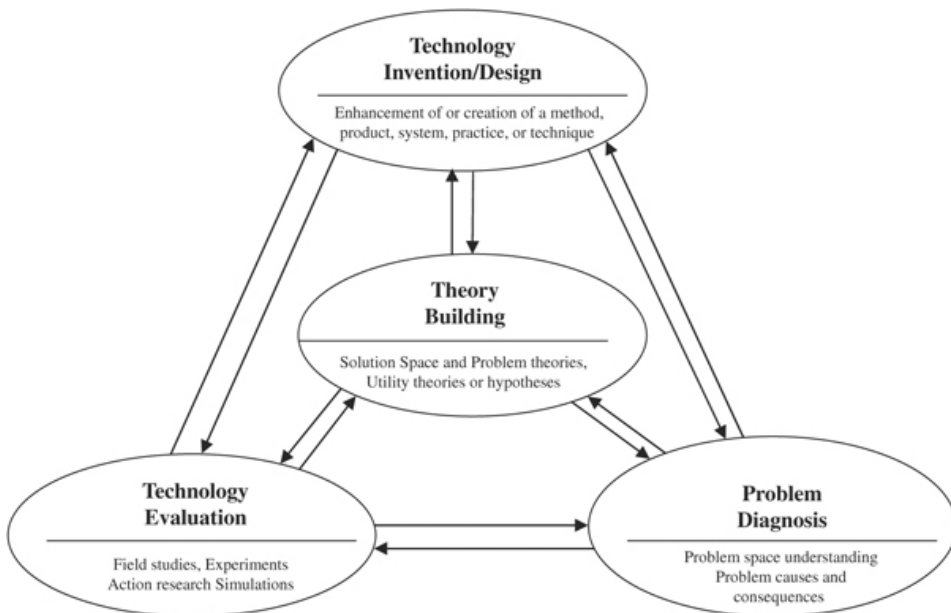 Technology
Invention/Design
Enhancement of or creation of a method,
product, system, practice, or technique
Theory
Building
Solution Space and Problem theories,
Utility theories or hypotheses
Technology
Evaluation
Field studies, Experiments
Action research Simulations
Problem
Diagnosis
Problem space understanding
Problem causes and
consequences